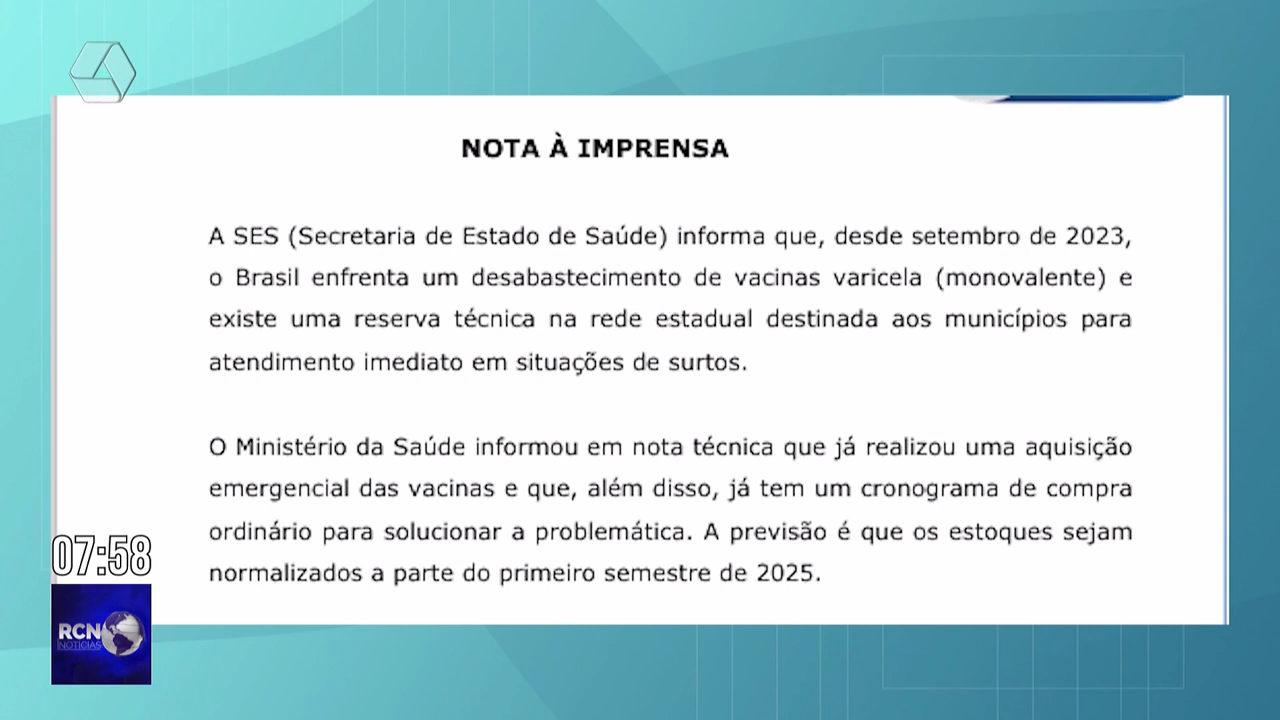 NOTA À IMPRENSA
A SES (Secretaria de Estado de Saúde) informa que, desde setembro de 2023,
o Brasil enfrenta um desabastecimento de vacinas varicela (monovalente) e
existe uma reserva técnica na rede estadual destinada aos municípios para
atendimento imediato em situações de surtos.
O Ministério da Saúde informou em nota técnica que já realizou uma aquisição
emergencial das vacinas e que, além disso, já tem um cronograma de compra
ordinário para solucionar a problemática. A previsão é que os estoques sejam
normalizados a parte do primeiro semestre de 2025.
07:58
RCN
NOTÍCIAS